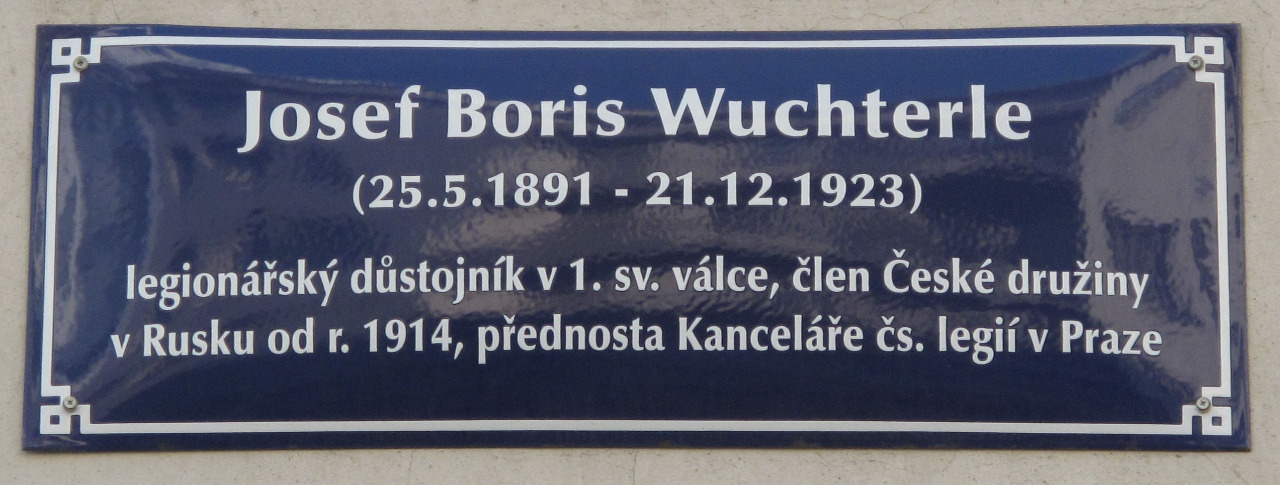 Josef Boris Wuchterle
(25.5.1891 - 21.12.1923)
legionářský důstojník v 1. sv. válce, člen České družiny
v Rusku od r. 1914, přednosta Kanceláře čs. legií v Praze